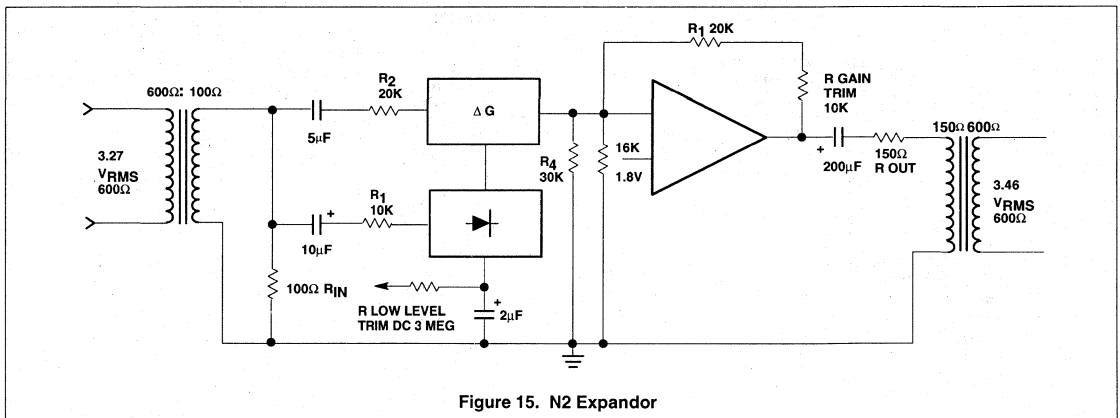 R1 20K
600Ω: 100Ω
R2
20K
ΔG
5µF
R GAIN
TRIM
10K
150Ω 600Ω
3.27
VRMS
600Ω
R4
30K
16K
1.8V
+
200µF
150Ω
R OUT
3.46
VRMS
600Ω
+
10µF
R1
10K
100Ω RIN
R LOW LEVEL
TRIM DC 3 MEG
+
2µF
Figure 15. N2 Expandor